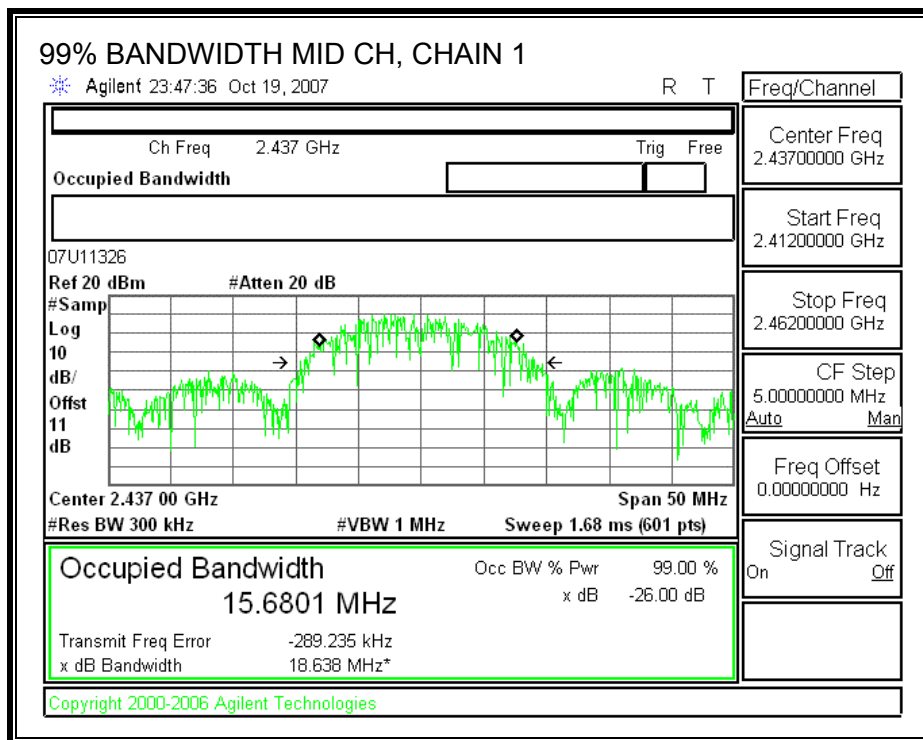 99% BANDWIDTH MID CH, CHAIN 1
Agilent 23:47:36 Oct 19, 2007 R T
Freq/Channel
Ch Freq 2.437 GHz Trig Free
Occupied Bandwidth
Center Freq
2.43700000 GHz
Start Freq
2.41200000 GHz
Stop Freq
2.46200000 GHz
CF Step
5.00000000 MHz
Auto Man
Freq Offset
0.00000000 Hz
Signal Track
On Off
07U11326
Ref 20 dBm #Atten 20 dB
#Samp
Log
10
dB/
Offst
11
dB
Center 2.437 00 GHz Span 50 MHz
#Res BW 300 kHz #VBW 1 MHz Sweep 1.68 ms (601 pts)
Occupied Bandwidth Occ BW % Pwr 99.00 %
15.6801 MHz x dB -26.00 dB
Transmit Freq Error -289.235 kHz
x dB Bandwidth 18.638 MHz*
Copyright 2000-2006 Agilent Technologies